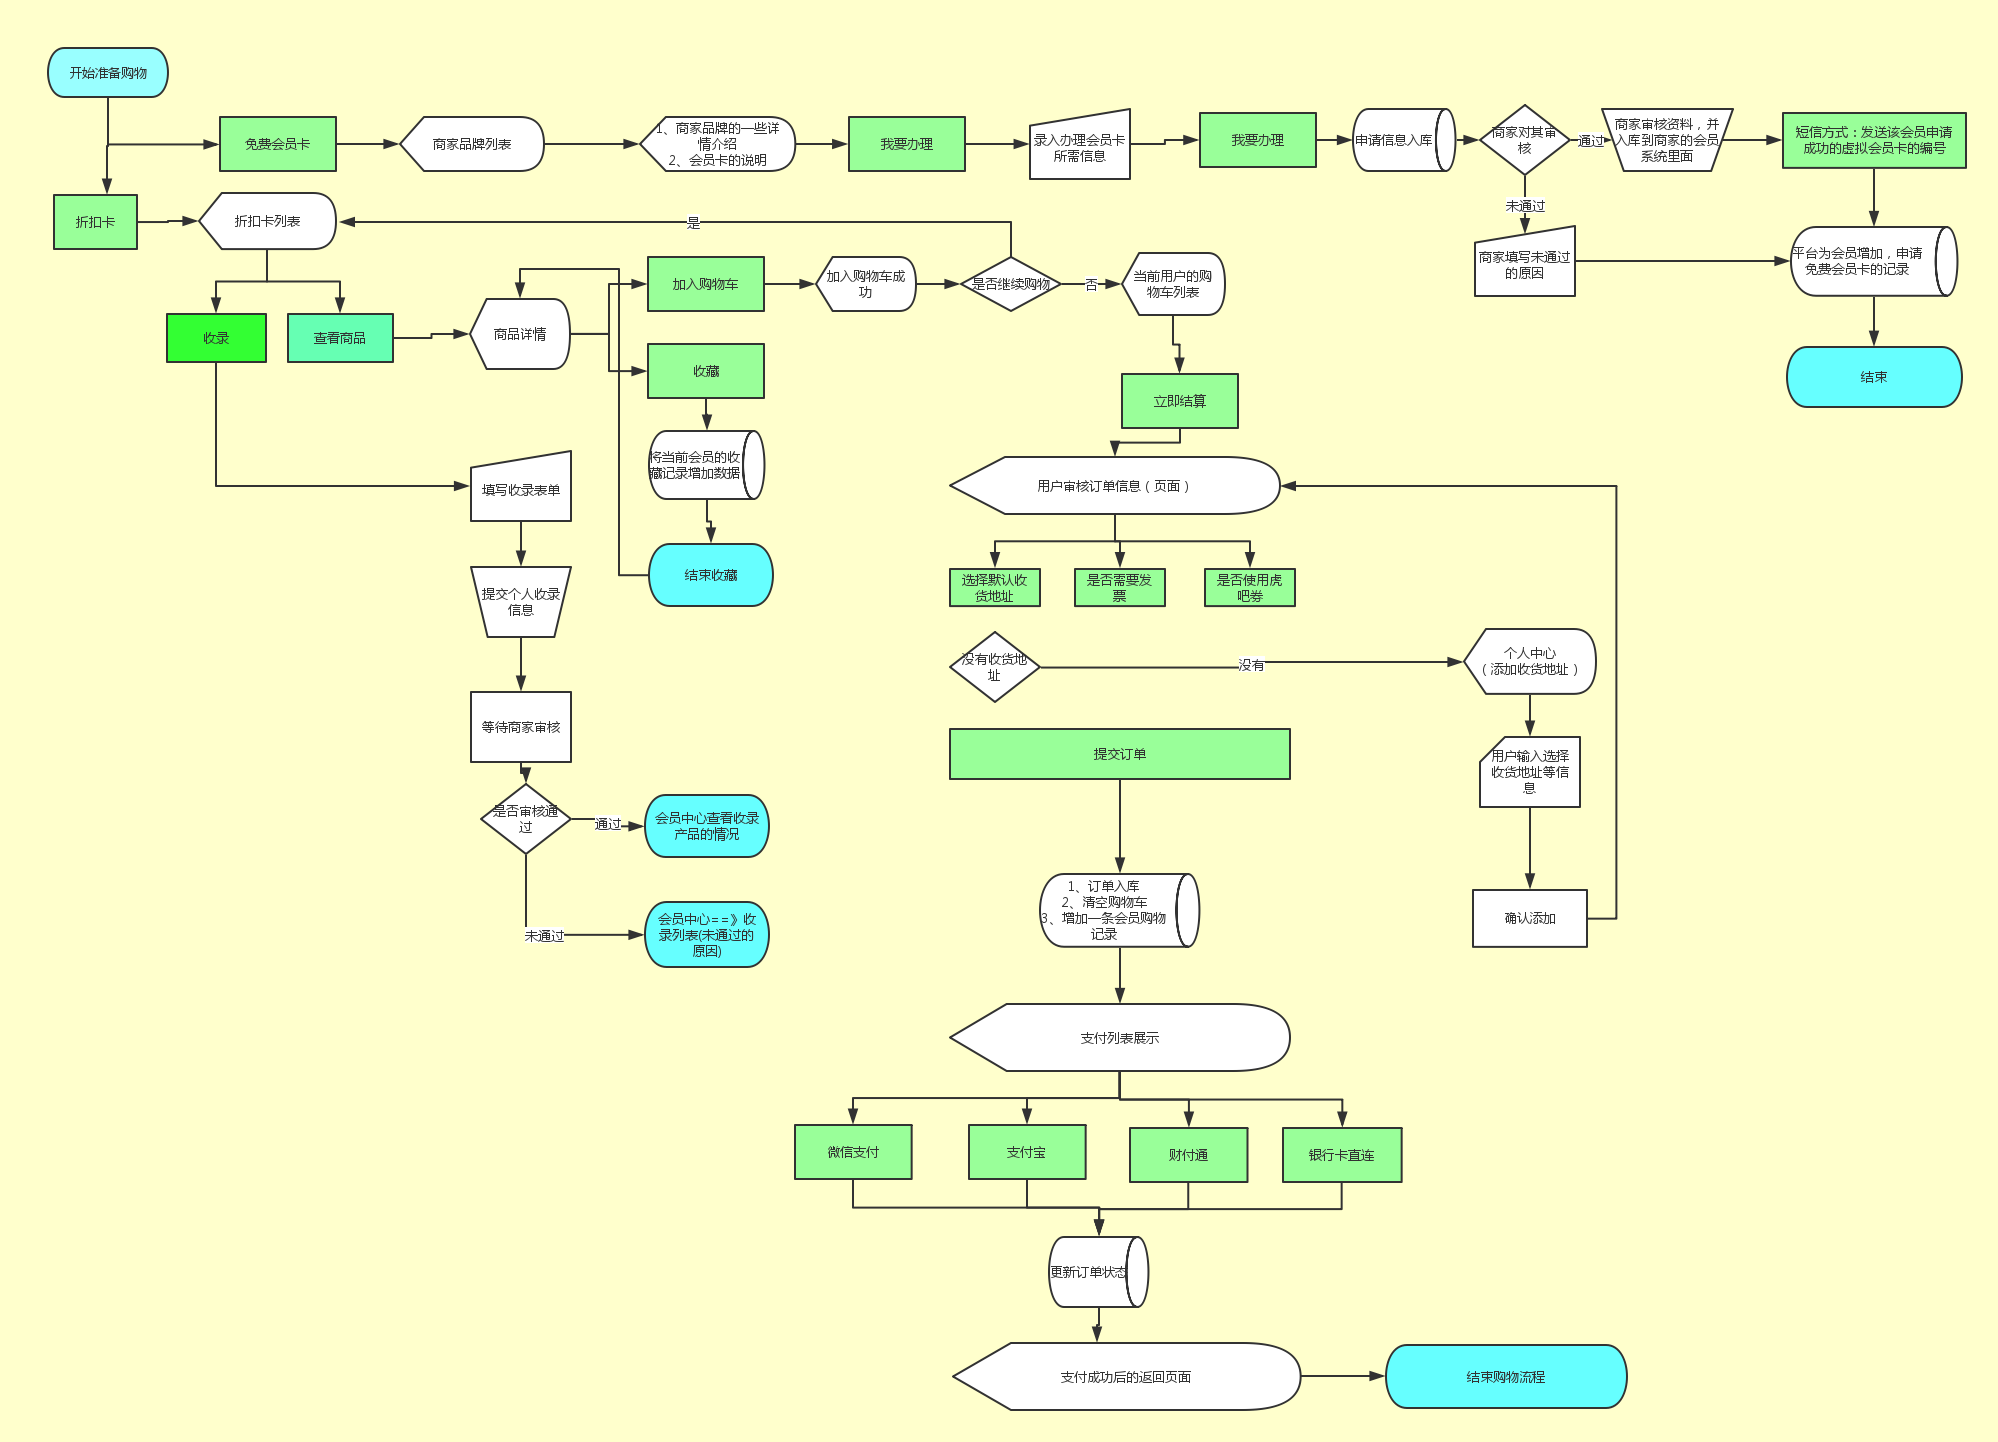 开始准备购物
免费会员卡
商家品牌列表
1、商家品牌的一些详
情介绍
2、会员卡的说明
我要办理
录入办理会员卡
所需信息
我要办理
申请信息入库
商家对其审
核
通过
商家审核资料，并
入库到商家的会员
系统里面
短信方式：发送该会员申请
成功的虚拟会员卡的编号
未通过
商家填写未通过
的原因
平台为会员增加，申请
免费会员卡的记录
结束
折扣卡
折扣卡列表
是
收录
查看商品
商品详情
加入购物车
加入购物车成
功
是否继续购物
否
当前用户的购
物车列表
收藏
将当前会员的收
藏记录增加数据
结束收藏
立即结算
用户审核订单信息（页面）
选择默认收
货地址
是否需要发
票
是否使用虎
吧券
填写收录表单
提交个人收录
信息
等待商家审核
是否审核通
过
通过
会员中心查看收录
产品的情况
未通过
会员中心==》收
录列表(未通过的
原因)
没有收货地
址
没有
个人中心
（添加收货地址）
用户输入选择
收货地址等信
息
确认添加
提交订单
1、订单入库
2、清空购物车
3、增加一条会员购物
记录
支付列表展示
微信支付
支付宝
财付通
银行卡直连
更新订单状态
支付成功后的返回页面
结束购物流程